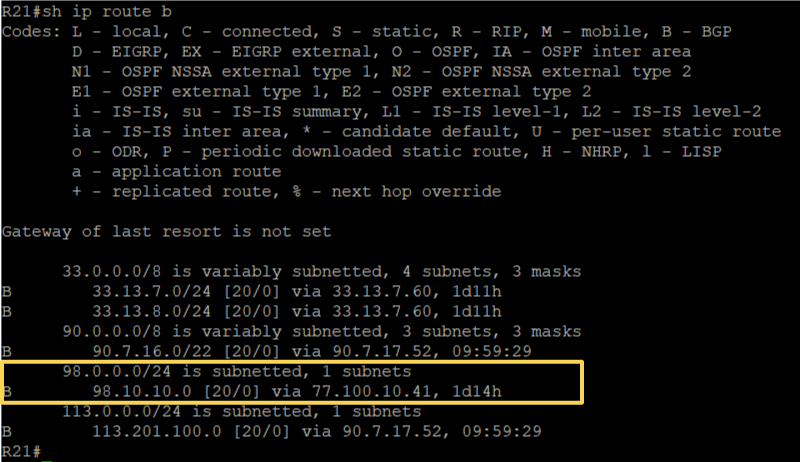 R21#sh ip route b
Codes: L - local, C - connected, S - static, R - RIP, M - mobile, B - BGP
D - EIGRP, EX - EIGRP external, O - OSPF, IA - OSPF inter area
N1 - OSPF NSSA external type 1, N2 - OSPF NSSA external type 2
E1 - OSPF external type 1, E2 - OSPF external type 2
i - IS-IS, su - IS-IS summary, L1 - IS-IS level-1, L2 - IS-IS level-2
ia - IS-IS inter area, * - candidate default, U - per-user static route
o - ODR, P - periodic downloaded static route, H - NHRP, l - LISP
a - application route
+ - replicated route, % - next hop override
Gateway of last resort is not set
33.0.0.0/8 is variably subnetted, 4 subnets, 3 masks
B 33.13.7.0/24 [20/0] via 33.13.7.60, 1d11h
B 33.13.8.0/24 [20/0] via 33.13.7.60, 1d11h
90.0.0.0/8 is variably subnetted, 3 subnets, 3 masks
B 90.7.16.0/22 [20/0] via 90.7.17.52, 09:59:29
98.0.0.0/24 is subnetted, 1 subnets
B 98.10.10.0 [20/0] via 77.100.10.41, 1d14h
113.0.0.0/24 is subnetted, 1 subnets
B 113.201.100.0 [20/0] via 90.7.17.52, 09:59:29
R21#